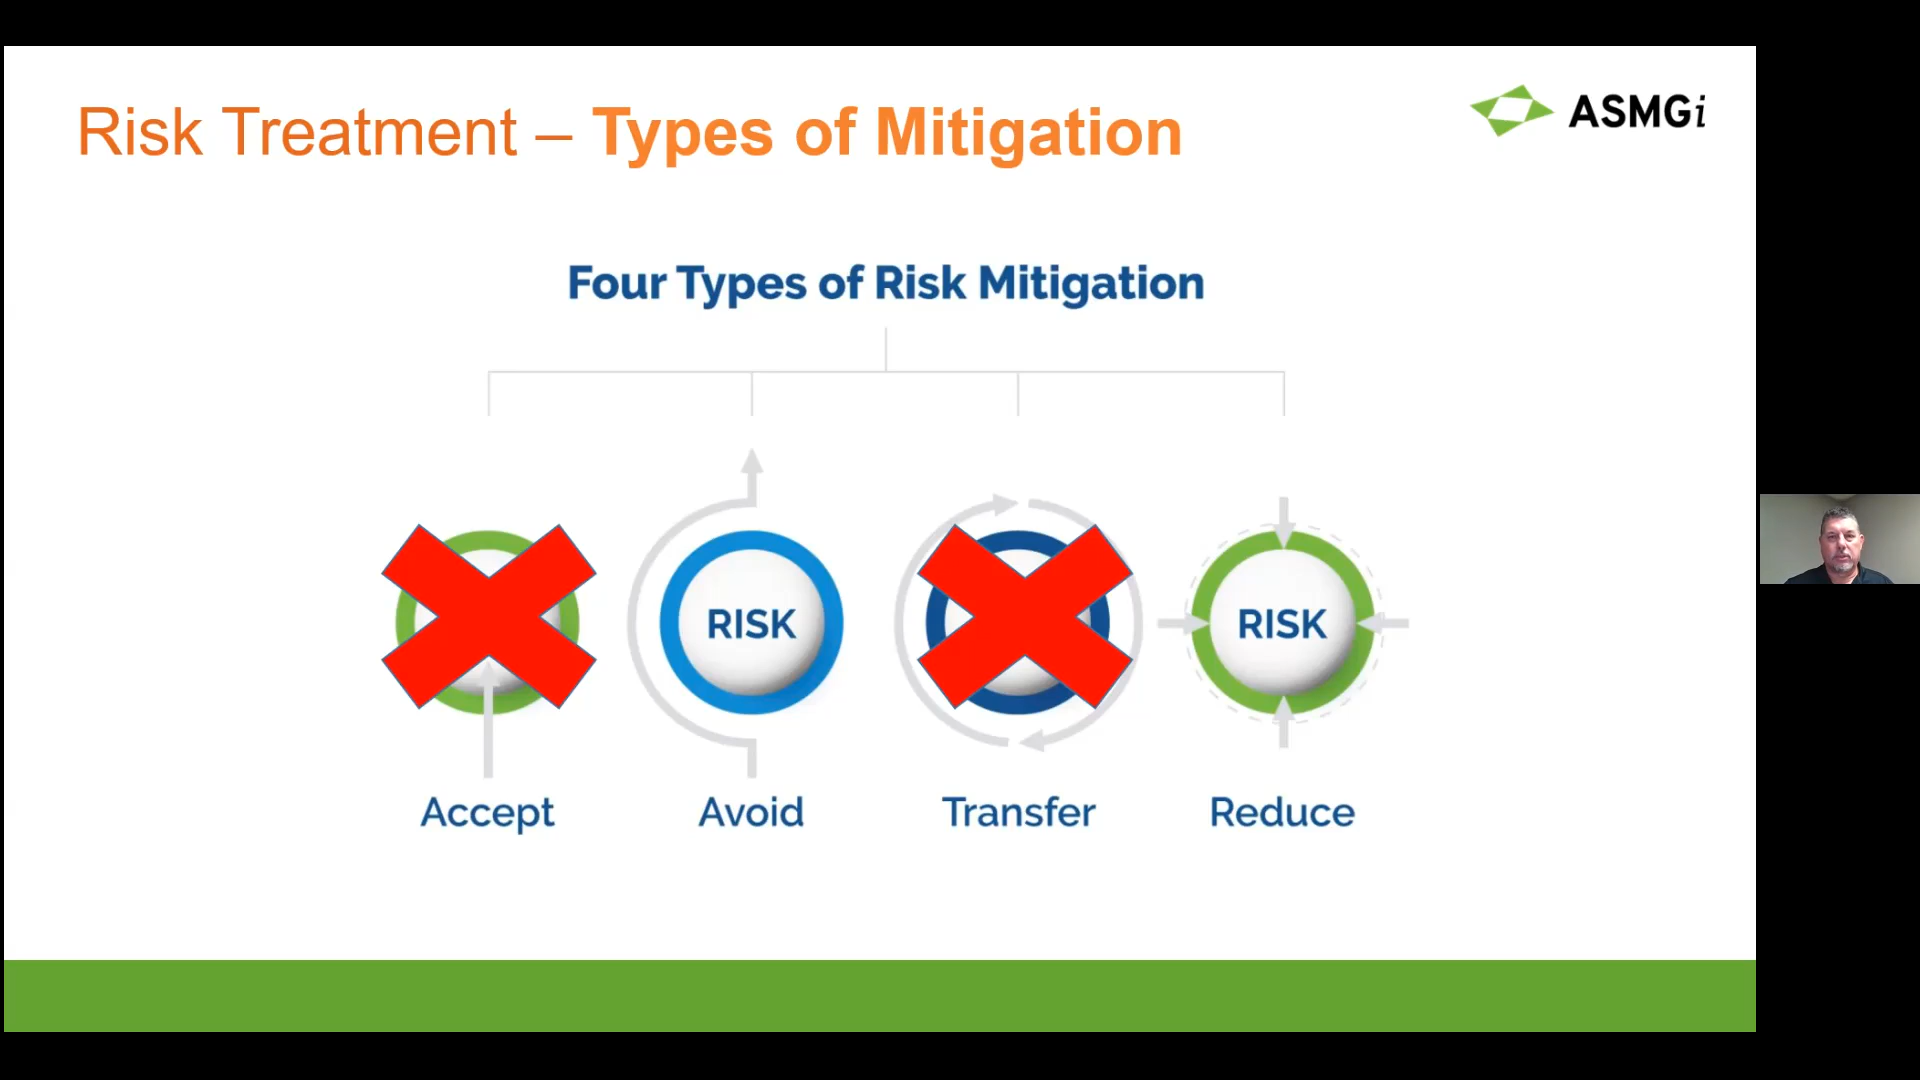 Risk Treatment – Types of Mitigation
ASMGi
Four Types of Risk Mitigation
RISK
RISK
Accept
Avoid
Transfer
Reduce